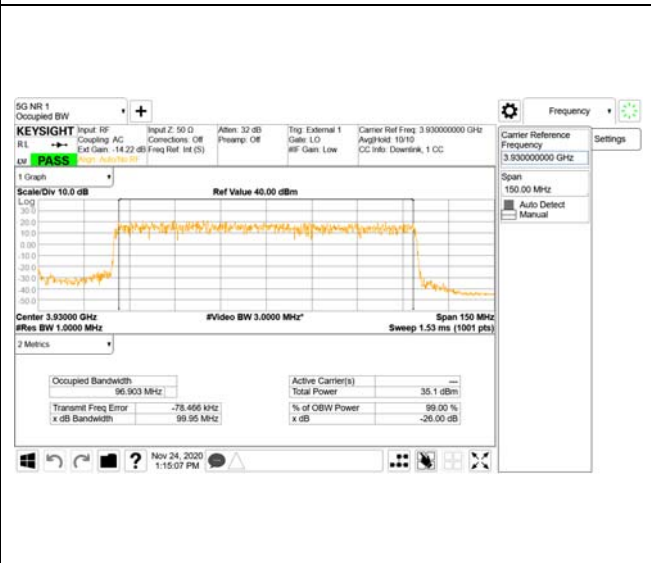 5G NR 1
Occupied BW
Frequency
KEYSIGHT
Input: RF
Coupling: AC
Ext Gain: -14.22 dB
Align: Auto/No RF
Input Z: 50 Ω
Corrections: Off
Freq Ref: Int (S)
Atten: 32 dB
Preamp: Off
Trig: External 1
Gate: LO
#IF Gain: Low
Carrier Ref Freq: 3.930000000 GHz
Avg|Hold: 10/10
CC Info: Downlink, 1 CC
R L
PASS
Carrier Reference
Frequency
3.930000000 GHz
Settings
Span
150.00 MHz
Auto Detect
Manual
1 Graph
Scale/Div 10.0 dB
Ref Value 40.00 dBm
Log
30.0
20.0
10.0
0.00
-10.0
-20.0
-30.0
-40.0
-50.0
Center 3.93000 GHz
#Video BW 3.0000 MHz*
Span 150 MHz
#Res BW 1.0000 MHz
Sweep 1.53 ms (1001 pts)
2 Metrics
Occupied Bandwidth
96.903 MHz
Active Carrier(s)
---
Total Power
35.1 dBm
Transmit Freq Error
-78.466 kHz
% of OBW Power
99.00 %
x dB Bandwidth
99.95 MHz
x dB
-26.00 dB
Nov 24, 2020
1:15:07 PM